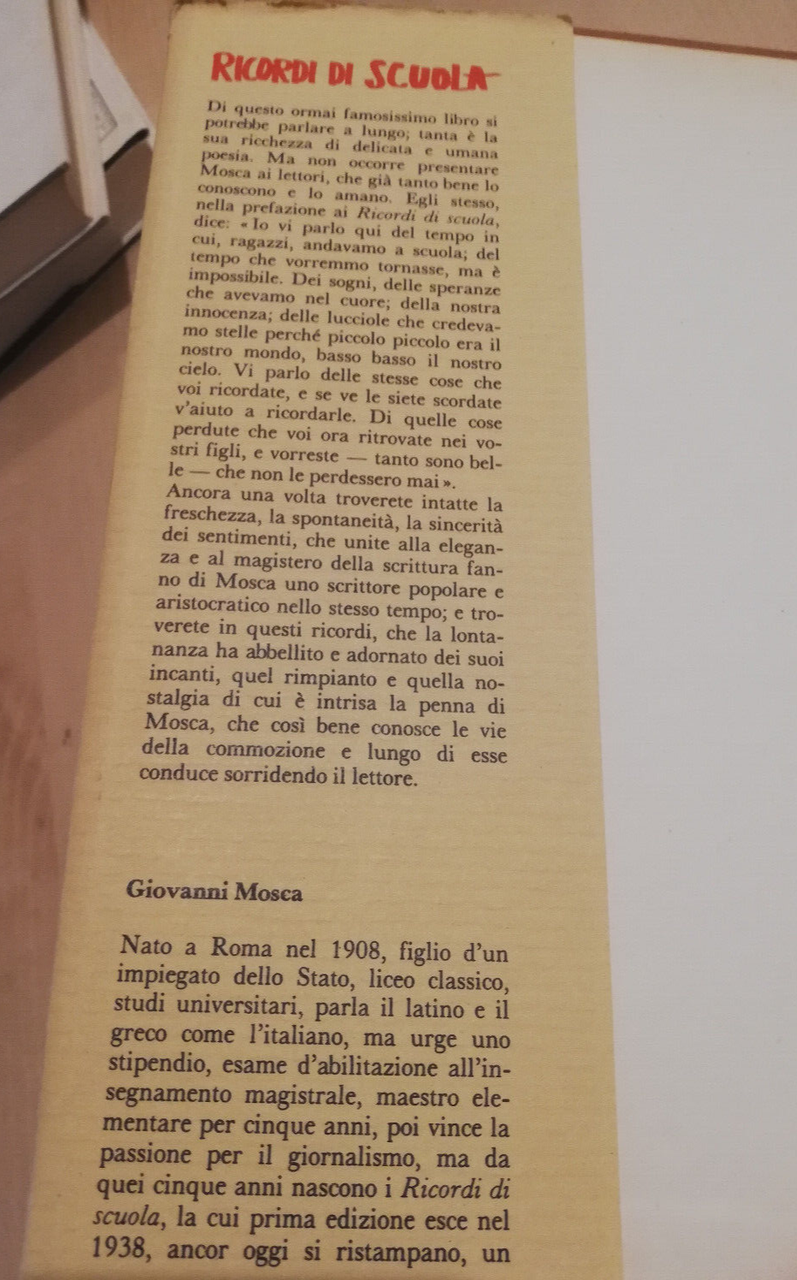 RICORDI DI SCUOLA
Di questo ormai famosissimo libro si
potrebbe parlare a lungo; tanta è la
sua ricchezza di delicata e umana
poesia. Ma non occorre presentare
Mosca ai lettori, che già tanto bene lo
conoscono e lo amano. Egli stesso,
nella prefazione ai Ricordi di scuola,
dice: « Io vi parlo qui del tempo in
cui, ragazzi, andavamo a scuola; del
tempo che vorremmo tornasse, ma è
impossibile. Dei sogni, delle speranze
che avevamo nel cuore; della nostra
innocenza; delle lucciole che credeva-
mo stelle perché piccolo piccolo era il
nostro mondo, basso basso il nostro
cielo. Vi parlo delle stesse cose che
voi ricordate, e se ve le siete scordate
v'aiuto a ricordarle. Di quelle cose
perdute che voi ora ritrovate nei vo-
stri figli, e vorreste — tanto sono bel-
le — che non le perdessero mai ».
Ancora una volta troverete intatte la
freschezza, la spontaneità, la sincerità
dei sentimenti, che unite alla elegan-
za e al magistero della scrittura fan-
no di Mosca uno scrittore popolare e
aristocratico nello stesso tempo; e tro-
verete in questi ricordi, che la lonta-
nanza ha abbellito e adornato dei suoi
incanti, quel rimpianto e quella no-
stalgia di cui è intrisa la penna di
Mosca, che così bene conosce le vie
della commozione e lungo di esse
conduce sorridendo il lettore.
Giovanni Mosca
Nato a Roma nel 1908, figlio d'un
impiegato dello Stato, liceo classico,
studi universitari, parla il latino e il
greco come l'italiano, ma urge uno
stipendio, esame d'abilitazione all'in-
segnamento magistrale, maestro ele-
mentare per cinque anni, poi vince la
passione per il giornalismo, ma da
quei cinque anni nascono i Ricordi di
scuola, la cui prima edizione esce nel
1938, ancor oggi si ristampano, un